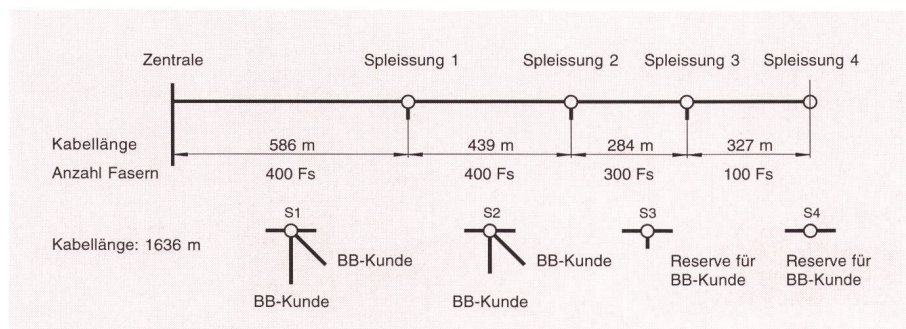 Zentrale Spleissung 1 Spleissung 2 Spleissung 3 Spleissung 4
Kabellänge 586 m 439 m 284 m 327 m
Anzahl Fasern 400 Fs 400 Fs 300 Fs 100 Fs
S1 S2 S3 S4
Kabellänge: 1636 m
BB-Kunde
BB-Kunde
BB-Kunde
BB-Kunde
Reserve für
BB-Kunde
Reserve für
BB-Kunde